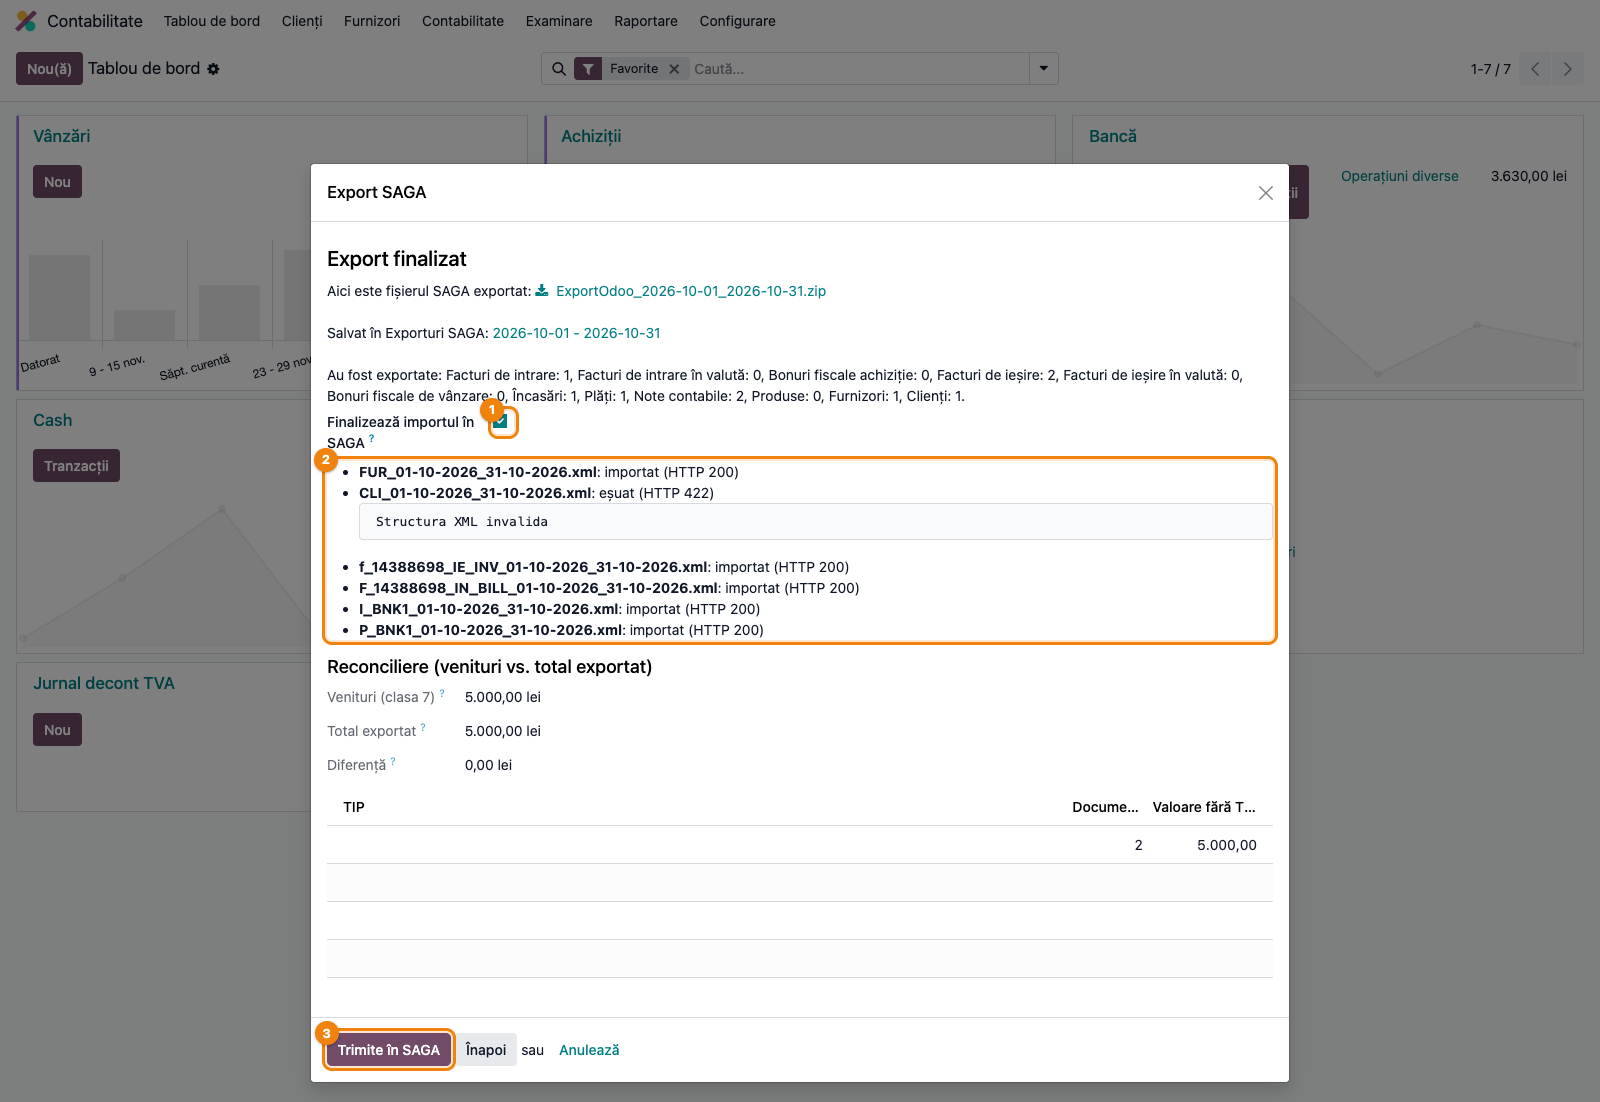 Contabilitate Tablou de bord Clienți Furnizori Contabilitate Examinare Raportare Configurare
Nou(ă) Tablou de bord Favorite Caută... 1-7 / 7
Vânzări Achiziții Bancă
Nou Operațiuni diverse 3.630,00 lei
ii
Datorat 9 - 15 nov. Săpt. curentă 23 - 29 nov
Cash
Tranzacții
ri
Jurnal decont TVA
Nou
Export SAGA
Export finalizat
Aici este fișierul SAGA exportat: ExportOdoo_2026-10-01_2026-10-31.zip
Salvat în Exporturi SAGA: 2026-10-01 - 2026-10-31
Au fost exportate: Facturi de intrare: 1, Facturi de intrare în valută: 0, Bonuri fiscale achiziție: 0, Facturi de ieșire: 2, Facturi de ieșire în valută: 0,
Bonuri fiscale de vânzare: 0, Încasări: 1, Plăți: 1, Note contabile: 2, Produse: 0, Furnizori: 1, Clienți: 1.
1
Finalizează importul în
SAGA ?
2
FUR_01-10-2026_31-10-2026.xml: importat (HTTP 200)
CLI_01-10-2026_31-10-2026.xml: eșuat (HTTP 422)
Structura XML invalida
f_14388698_IE_INV_01-10-2026_31-10-2026.xml: importat (HTTP 200)
F_14388698_IN_BILL_01-10-2026_31-10-2026.xml: importat (HTTP 200)
I_BNK1_01-10-2026_31-10-2026.xml: importat (HTTP 200)
P_BNK1_01-10-2026_31-10-2026.xml: importat (HTTP 200)
Reconciliere (venituri vs. total exportat)
Venituri (clasa 7) ? 5.000,00 lei
Total exportat ? 5.000,00 lei
Diferență ? 0,00 lei
TIP Docume... Valoare fără T...
2 5.000,00
3
Trimite în SAGA Înapoi sau Anulează